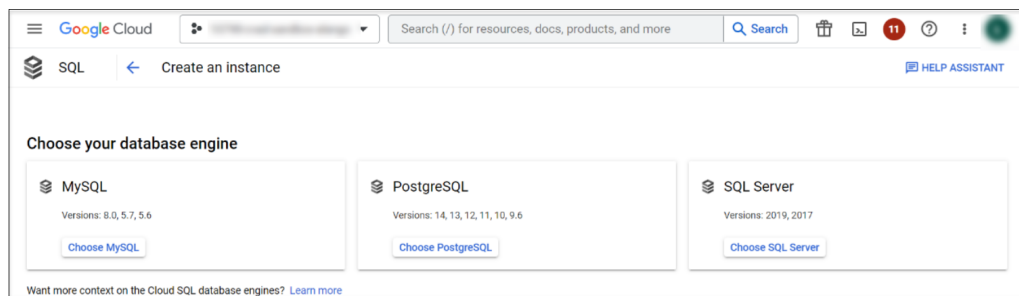 Google Cloud
Search (/) for resources, docs, products, and more
Search
11
SQL
Create an instance
HELP ASSISTANT
Choose your database engine
MySQL
PostgreSQL
SQL Server
Versions: 8.0, 5.7, 5.6
Versions: 14, 13, 12, 11, 10, 9.6
Versions: 2019, 2017
Choose MySQL
Choose PostgreSQL
Choose SQL Server
Want more context on the Cloud SQL database engines? Learn more